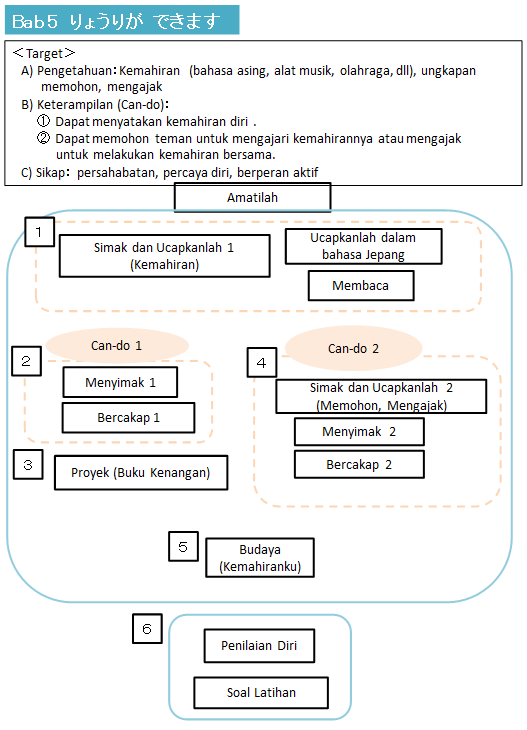 Bab５ りょうりが できます
＜Target＞
A) Pengetahuan：Kemahiran (bahasa asing, alat musik, olahraga, dll), ungkapan
memohon, mengajak
B) Keterampilan (Can-do)：
① Dapat menyatakan kemahiran diri .
② Dapat memohon teman untuk mengajari kemahirannya atau mengajak
untuk melakukan kemahiran bersama.
C) Sikap： persahabatan, percaya diri, berperan aktif
Amatilah
１
Simak dan Ucapkanlah 1
(Kemahiran)
Ucapkanlah dalam
bahasa Jepang
Membaca
２
Can-do 1
Menyimak 1
Bercakap 1
３
Proyek (Buku Kenangan)
４
Can-do 2
Simak dan Ucapkanlah 2
(Memohon, Mengajak)
Menyimak 2
Bercakap 2
５
Budaya
(Kemahiranku)
６
Penilaian Diri
Soal Latihan